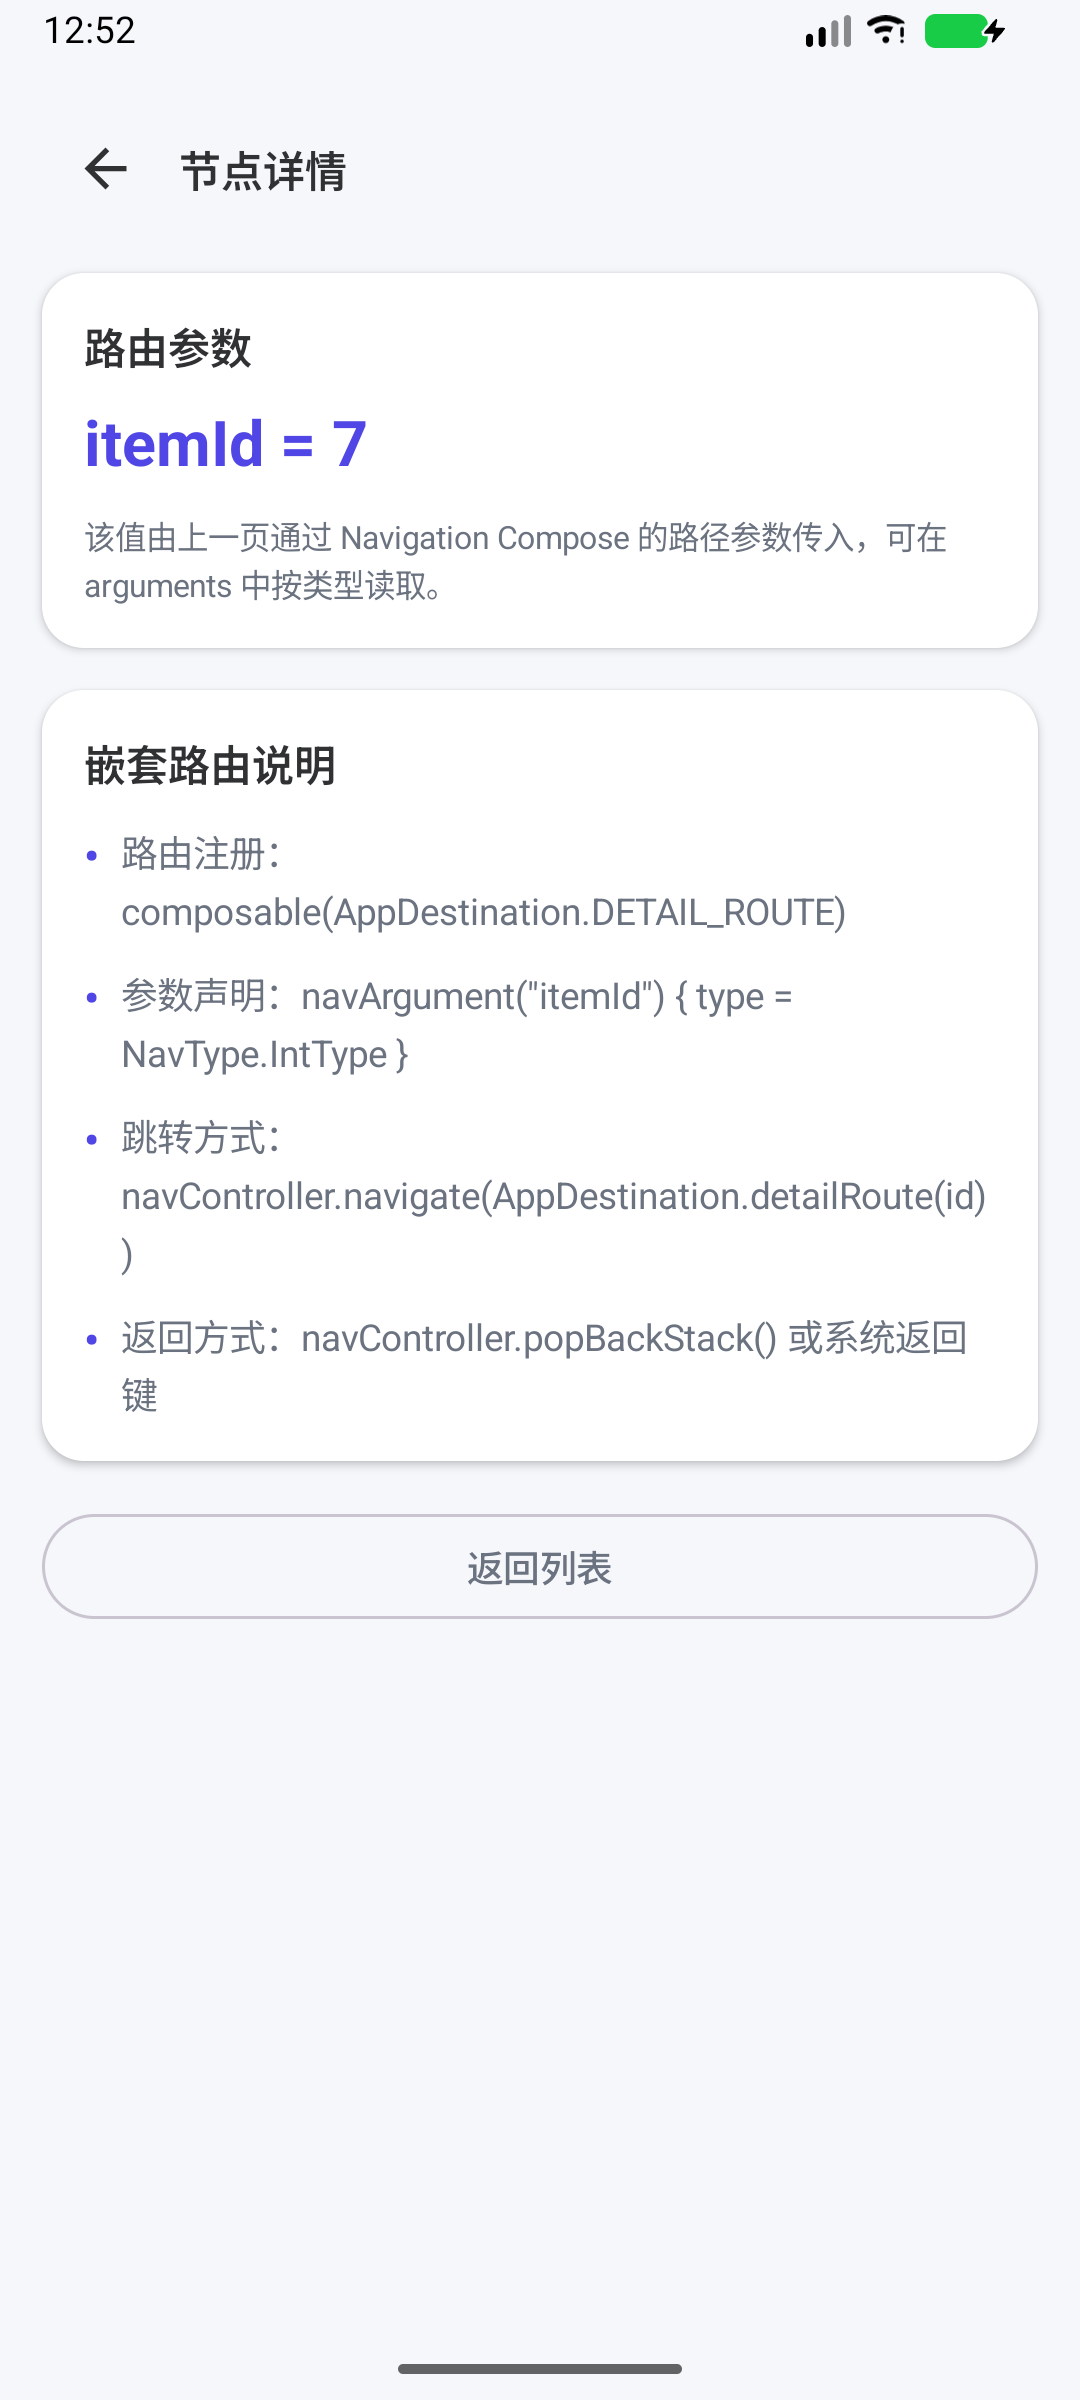 12:52
节点详情
路由参数
itemId = 7
该值由上一页通过 Navigation Compose 的路径参数传入，可在
arguments 中按类型读取。
嵌套路由说明
• 路由注册：
composable(AppDestination.DETAIL_ROUTE)
• 参数声明：navArgument("itemId") { type =
NavType.IntType }
• 跳转方式：
navController.navigate(AppDestination.detailRoute(id)
)
• 返回方式：navController.popBackStack() 或系统返回
键
返回列表